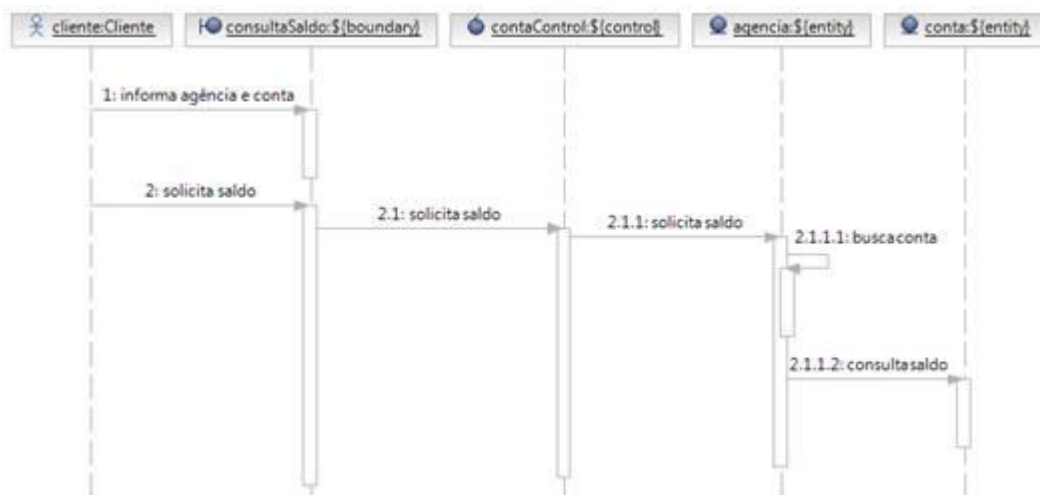 cliente:Cliente
consultaSaldo:${boundary}
contaControl:${control}
agencia:${entity}
conta:${entity}
1: informa agência e conta
2: solicita saldo
2.1: solicita saldo
2.1.1: solicita saldo
2.1.1.1: busca conta
2.1.1.2: consulta saldo